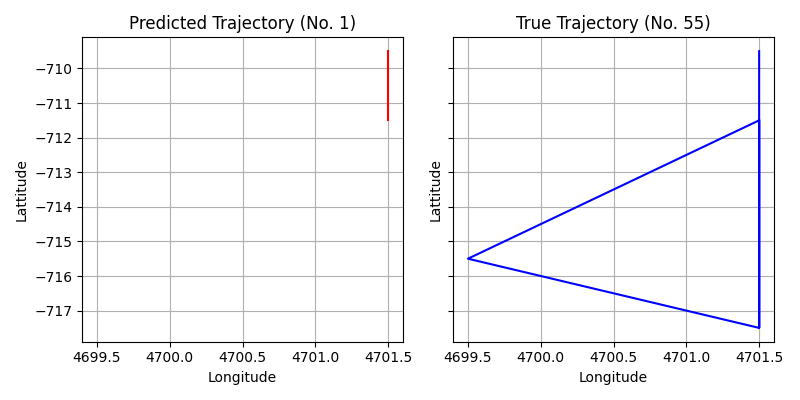 Predicted Trajectory (No. 1)
−710
−711
−712
−713
−714
−715
−716
−717
Lattitude
4699.5 4700.0 4700.5 4701.0 4701.5
Longitude
True Trajectory (No. 55)
Lattitude
4699.5 4700.0 4700.5 4701.0 4701.5
Longitude